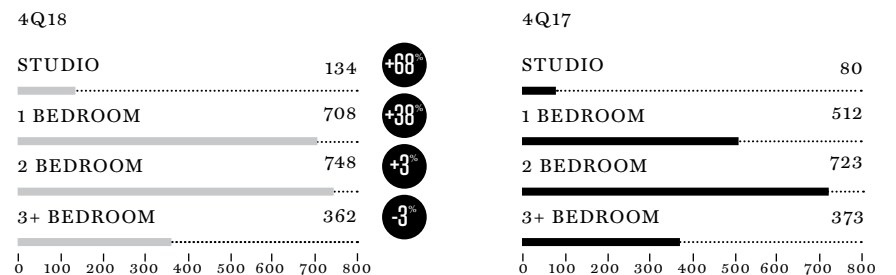 4Q18
STUDIO 134 +68%
1 BEDROOM 708 +38%
2 BEDROOM 748 +3%
3+ BEDROOM 362 -3%
0 100 200 300 400 500 600 700 800
4Q17
STUDIO 80
1 BEDROOM 512
2 BEDROOM 723
3+ BEDROOM 373
0 100 200 300 400 500 600 700 800